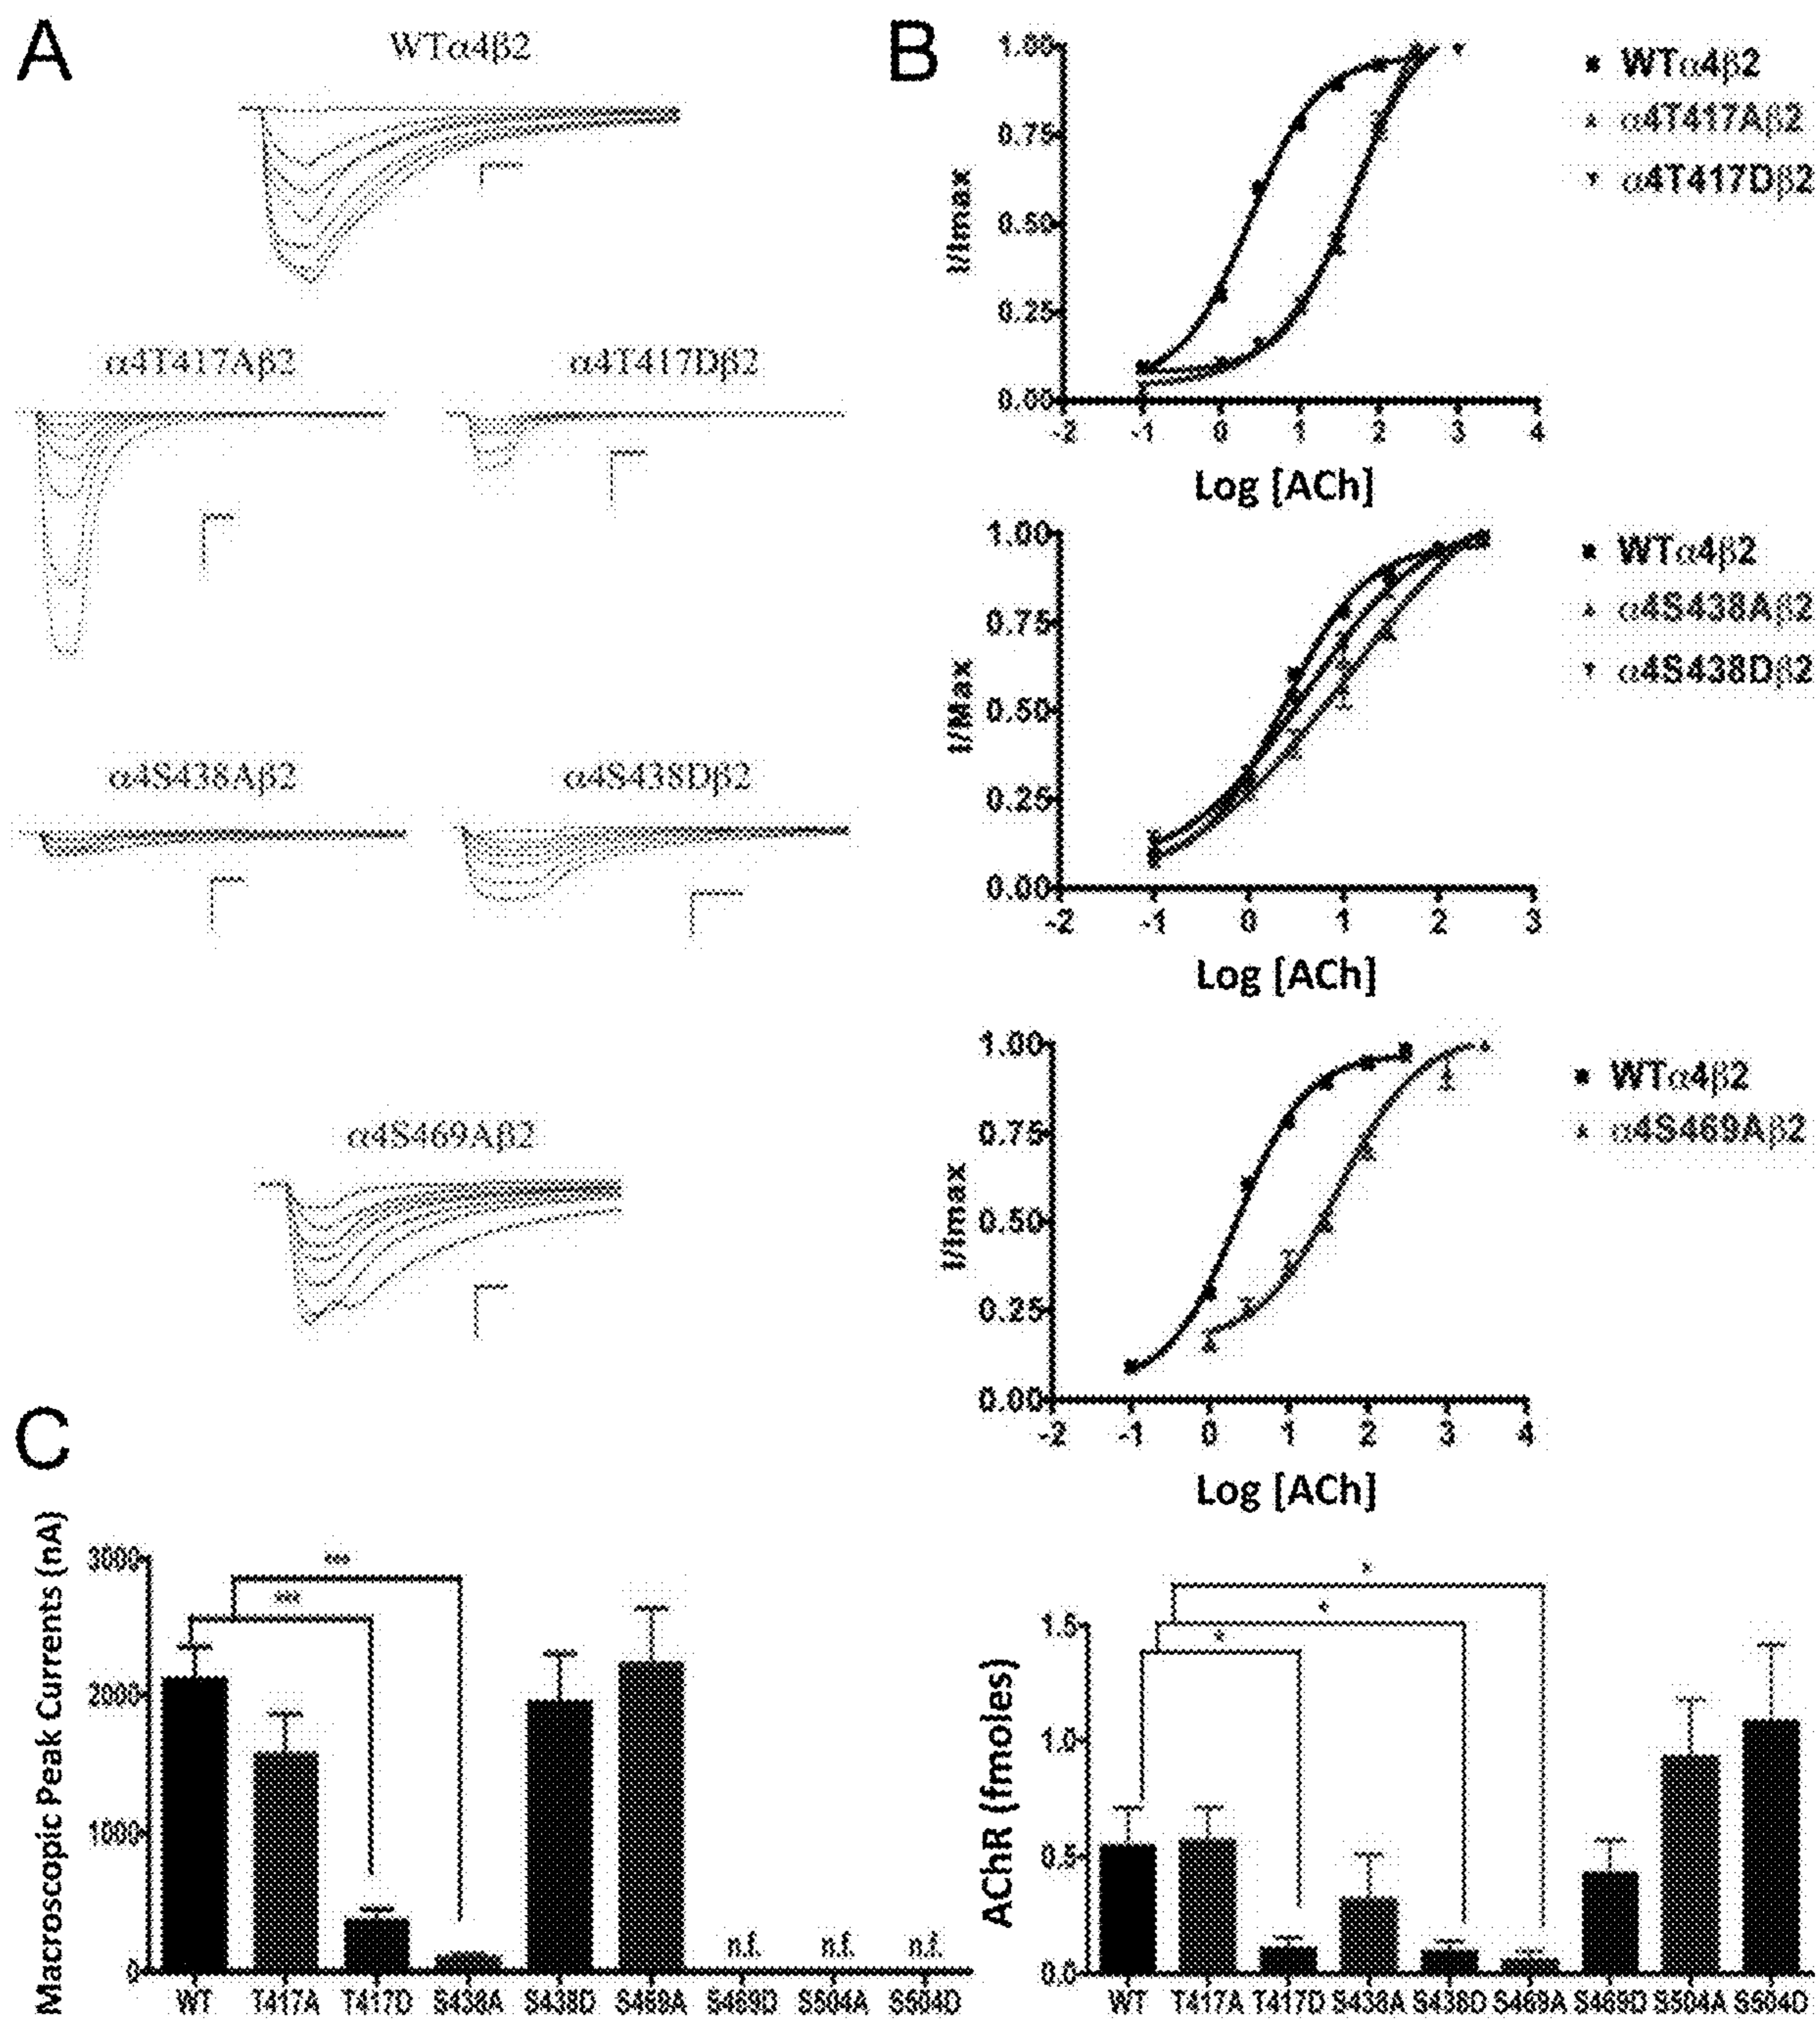 A
WTα4β2
α4T417Aβ2
α4T417Dβ2
α4S438Aβ2
α4S438Dβ2
α4S469Aβ2
B
1.00
0.75
0.50
0.25
0.00
I/Imax
-2 -1 0 1 2 3 4
Log [ACh]
WTα4β2
α4T417Aβ2
α4T417Dβ2
1.00
0.75
0.50
0.25
0.00
I/Max
-2 -1 0 1 2 3
Log [ACh]
WTα4β2
α4S438Aβ2
α4S438Dβ2
1.00
0.75
0.50
0.25
0.00
I/Imax
-2 -1 0 1 2 3 4
Log [ACh]
WTα4β2
α4S469Aβ2
C
Macroscopic Peak Currents (nA)
3000
2000
1000
0
***
***
n.f. n.f. n.f.
WT T417A T417D S438A S438D S469A S469D S504A S504D
AChR (fmoles)
1.5
1.0
0.5
0.0
*
*
*
WT T417A T417D S438A S438D S469A S469D S504A S504D